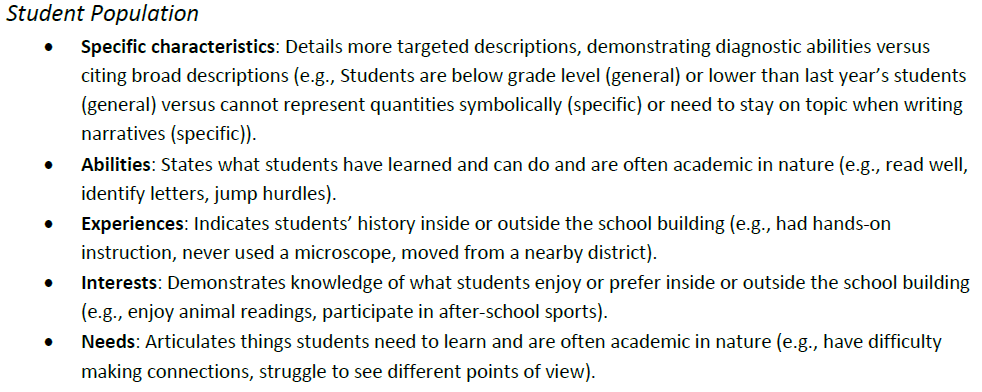 Student Population
• Specific characteristics: Details more targeted descriptions, demonstrating diagnostic abilities versus
citing broad descriptions (e.g., Students are below grade level (general) or lower than last year’s students
(general) versus cannot represent quantities symbolically (specific) or need to stay on topic when writing
narratives (specific)).
• Abilities: States what students have learned and can do and are often academic in nature (e.g., read well,
identify letters, jump hurdles).
• Experiences: Indicates students’ history inside or outside the school building (e.g., had hands-on
instruction, never used a microscope, moved from a nearby district).
• Interests: Demonstrates knowledge of what students enjoy or prefer inside or outside the school building
(e.g., enjoy animal readings, participate in after-school sports).
• Needs: Articulates things students need to learn and are often academic in nature (e.g., have difficulty
making connections, struggle to see different points of view).